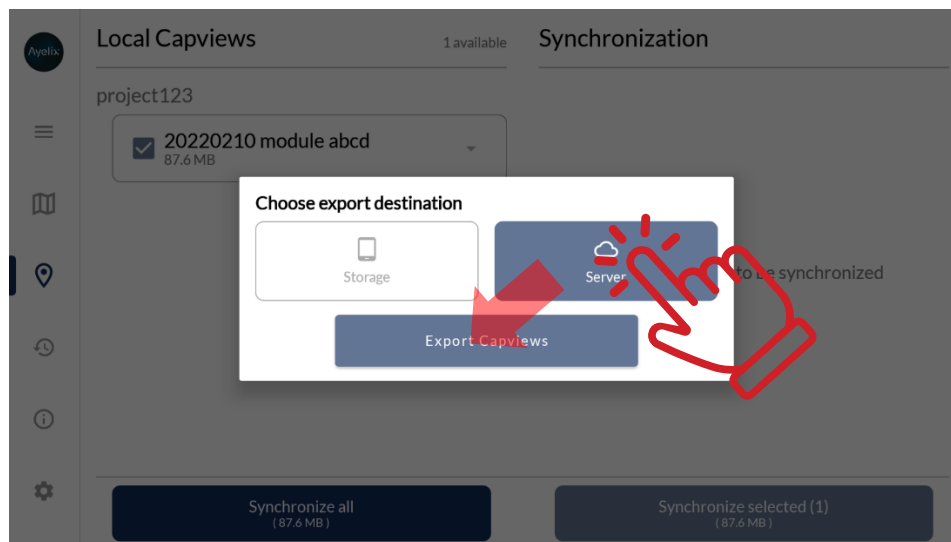 Ayelix
Local Capviews
1 available
Synchronization
project123
20220210 module abcd
87.6 MB
Choose export destination
Storage
Server
to be synchronized
Export Capviews
Synchronize all
( 87.6 MB )
Synchronize selected (1)
( 87.6 MB )